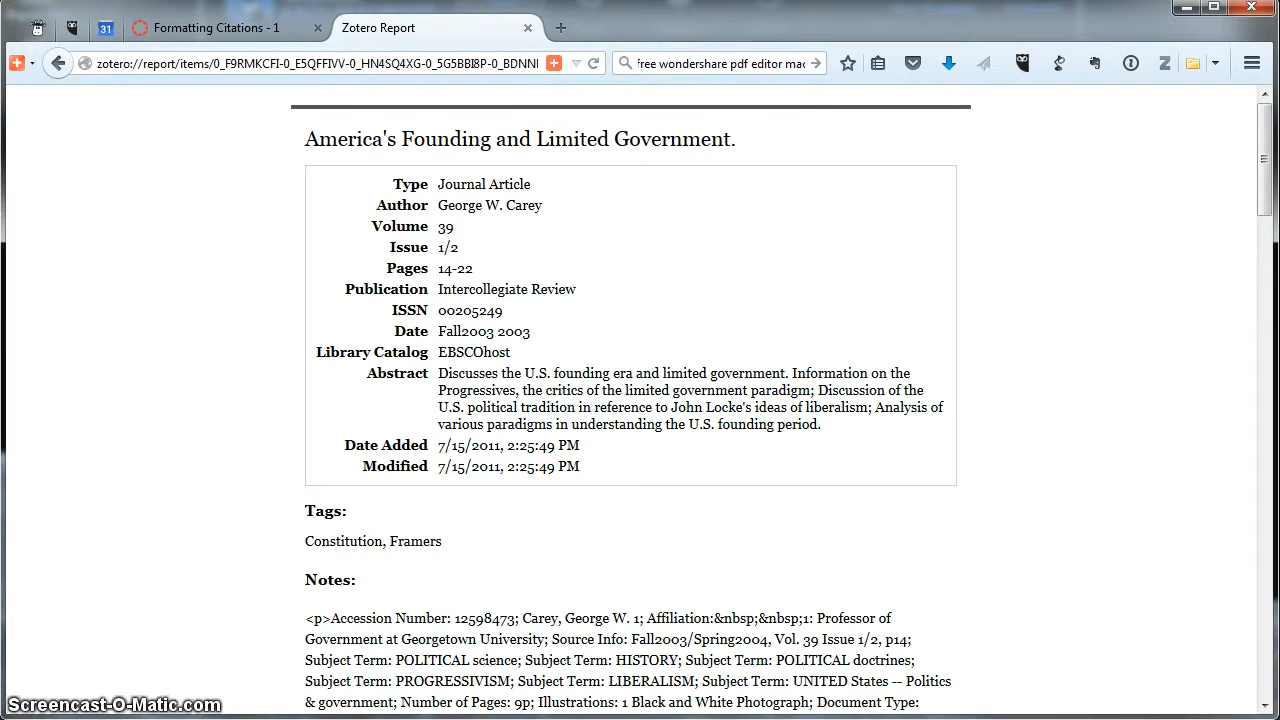 31
Formatting Citations - 1
Zotero Report
zotero://report/items/0_F9RMKCFI-0_E5QFFIVV-0_HN4SQ4XG-0_5G5BBI8P-0_BDNNI
free wondershare pdf editor mac
America's Founding and Limited Government.
Type Journal Article
Author George W. Carey
Volume 39
Issue 1/2
Pages 14-22
Publication Intercollegiate Review
ISSN 00205249
Date Fall2003 2003
Library Catalog EBSCOhost
Abstract Discusses the U.S. founding era and limited government. Information on the
Progressives, the critics of the limited government paradigm; Discussion of the
U.S. political tradition in reference to John Locke's ideas of liberalism; Analysis of
various paradigms in understanding the U.S. founding period.
Date Added 7/15/2011, 2:25:49 PM
Modified 7/15/2011, 2:25:49 PM
Tags:
Constitution, Framers
Notes:
<p>Accession Number: 12598473; Carey, George W. 1; Affiliation:&nbsp;&nbsp;1: Professor of
Government at Georgetown University; Source Info: Fall2003/Spring2004, Vol. 39 Issue 1/2, p14;
Subject Term: POLITICAL science; Subject Term: HISTORY; Subject Term: POLITICAL doctrines;
Subject Term: PROGRESSIVISM; Subject Term: LIBERALISM; Subject Term: UNITED States -- Politics
& government; Number of Pages: 9p; Illustrations: 1 Black and White Photograph; Document Type:
Screencast-O-Matic.com